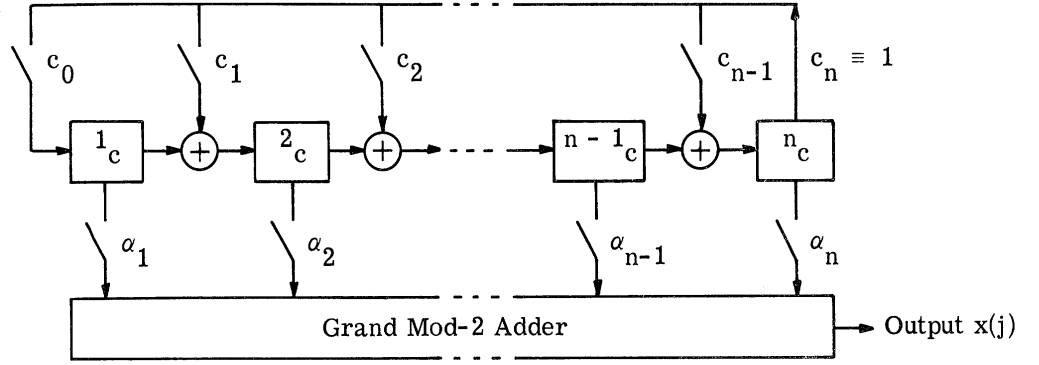 c₀ c₁ c₂ cₙ₋₁ cₙ ≡ 1
1c 2c n - 1c nc
α₁ α₂ αₙ₋₁ αₙ
Grand Mod-2 Adder
Output x(j)